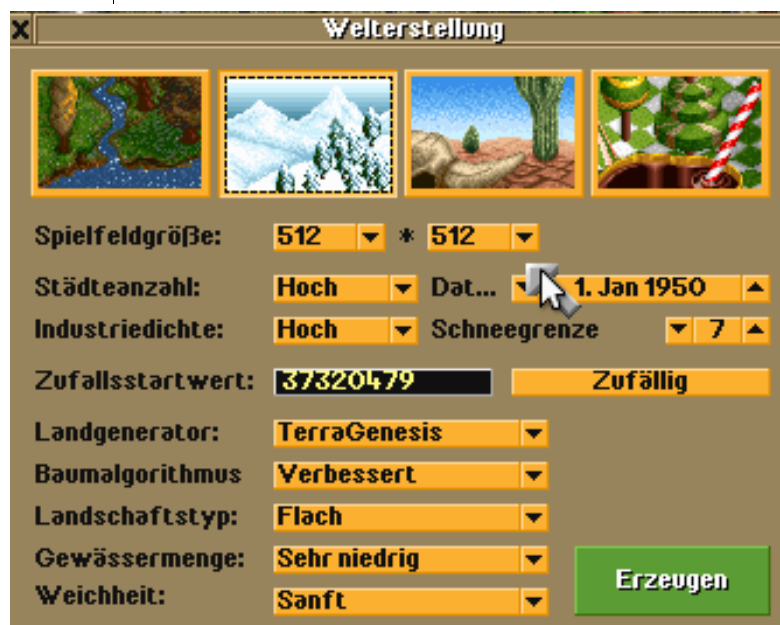 X Welterstellung
Spielfeldgröße: 512 * 512
Städteanzahl: Hoch Dat... 1. Jan 1950
Industriedichte: Hoch Schneegrenze 7
Zufallsstartwert: 37320479 Zufällig
Landgenerator: TerraGenesis
Baumalgorithmus Verbessert
Landschaftstyp: Flach
Gewässermenge: Sehr niedrig
Weichheit: Sanft
Erzeugen